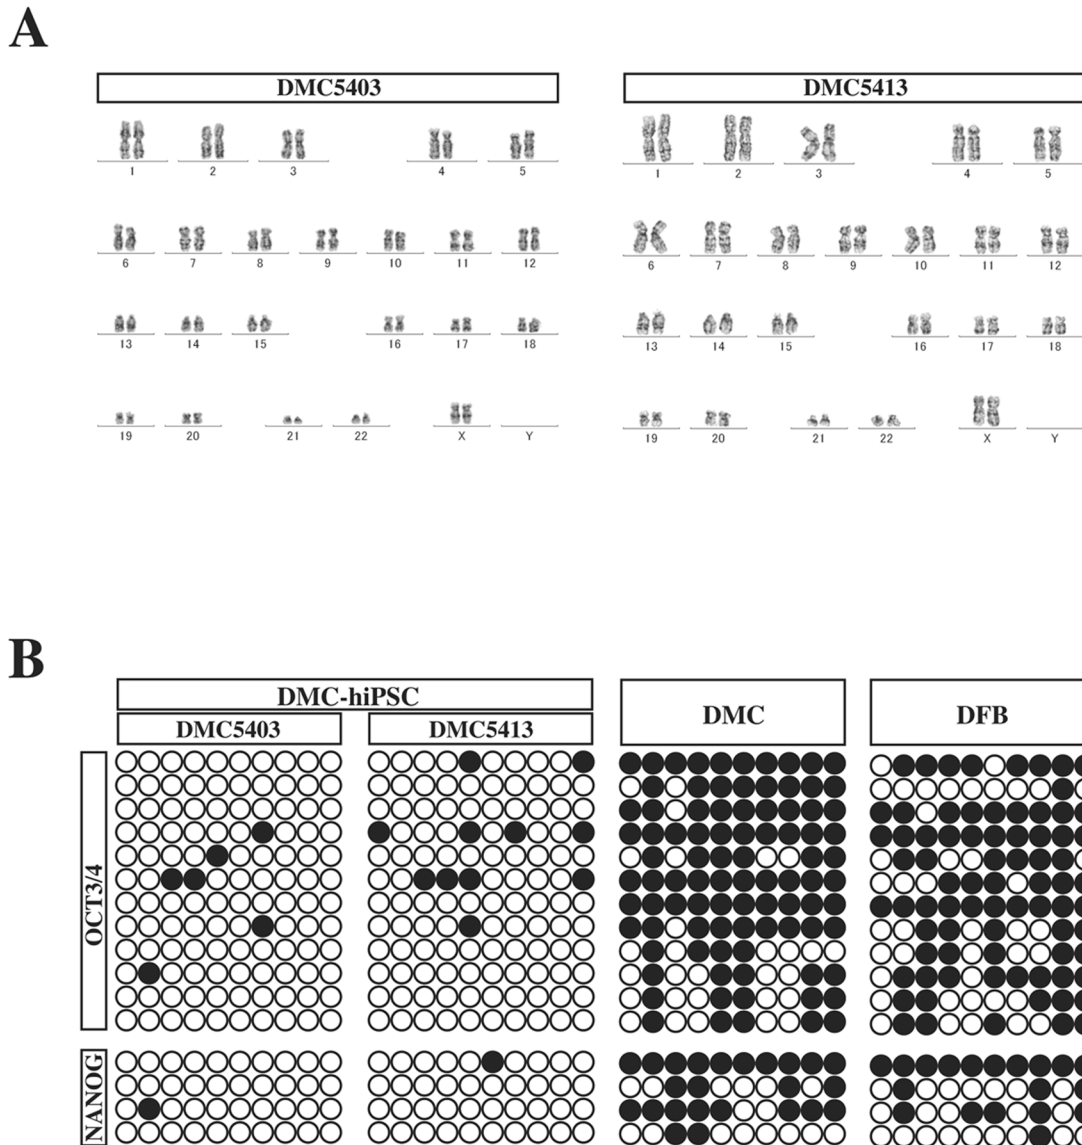 A
DMC5403
DMC5413
1 2 3 4 5
1 2 3 4 5
6 7 8 9 10 11 12
6 7 8 9 10 11 12
13 14 15 16 17 18
13 14 15 16 17 18
19 20 21 22 X Y
19 20 21 22 X Y
B
DMC-hiPSC
DMC
DFB
DMC5403
DMC5413
OCT3/4
NANOG